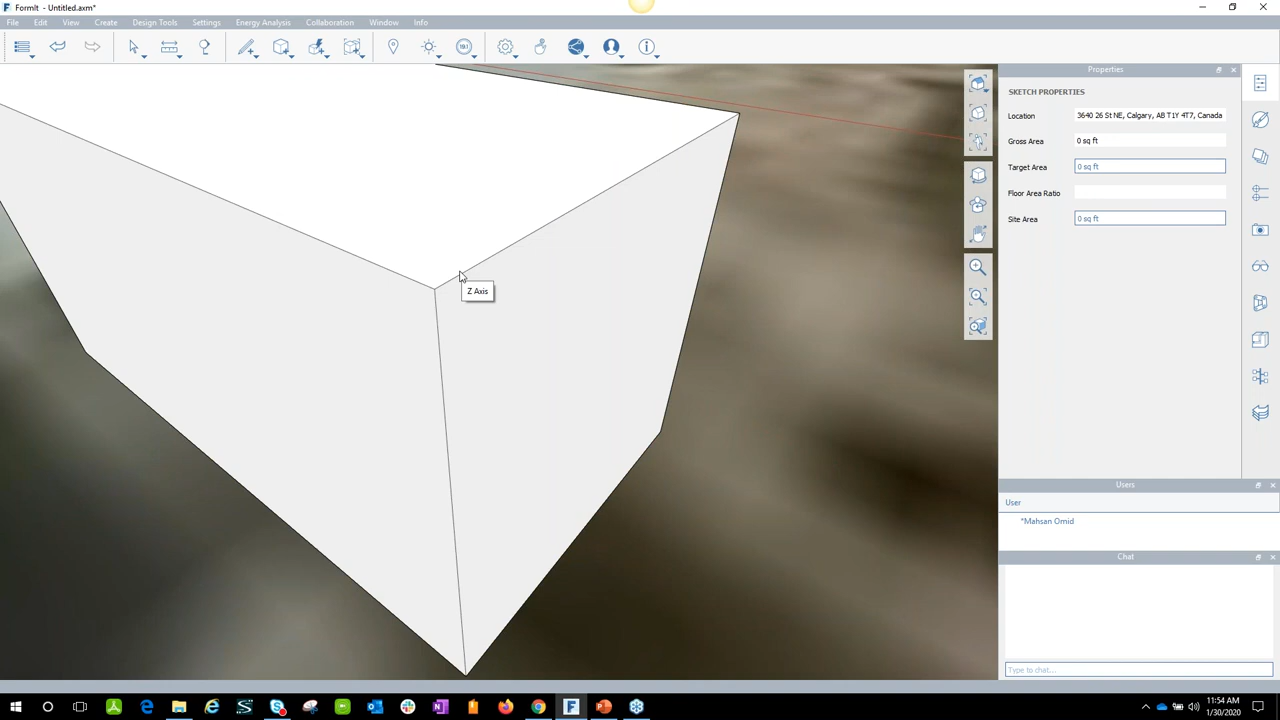 FormIt - Untitled.axm*
File Edit View Create Design Tools Settings Energy Analysis Collaboration Window Info
19.1
Properties
SKETCH PROPERTIES
Location 3640 26 St NE, Calgary, AB T1Y 4T7, Canada
Gross Area 0 sq ft
Target Area 0 sq ft
Floor Area Ratio
Site Area 0 sq ft
Z Axis
Users
User
*Mahsan Omid
Chat
Type to chat...
11:54 AM
1/30/2020